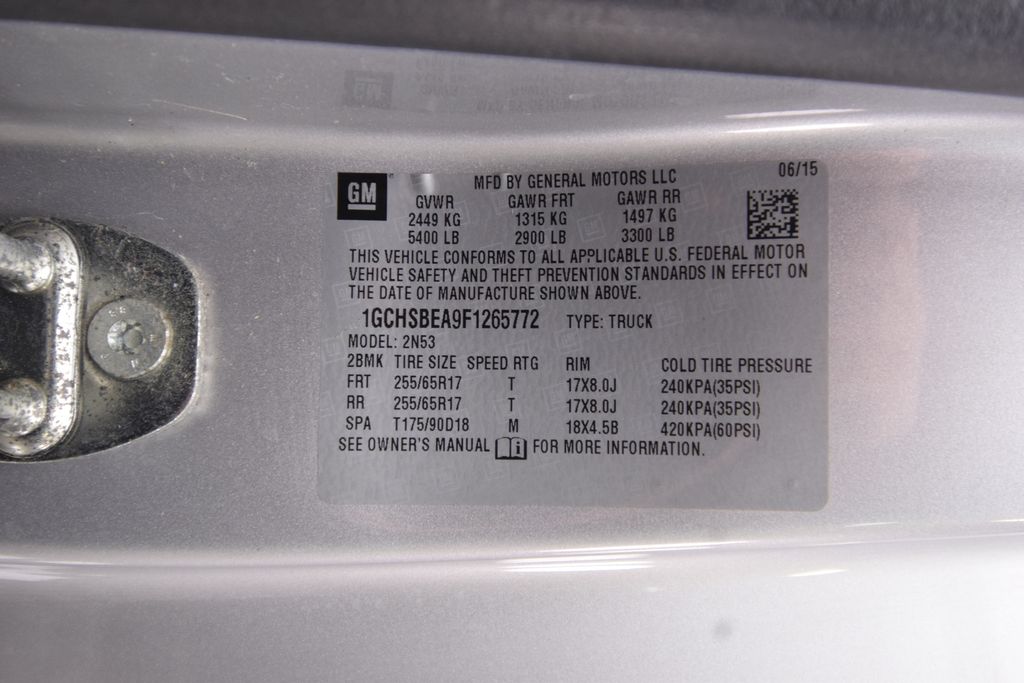 GM
MFD BY GENERAL MOTORS LLC 06/15
GVWR GAWR FRT GAWR RR
2449 KG 1315 KG 1497 KG
5400 LB 2900 LB 3300 LB
THIS VEHICLE CONFORMS TO ALL APPLICABLE U.S. FEDERAL MOTOR
VEHICLE SAFETY AND THEFT PREVENTION STANDARDS IN EFFECT ON
THE DATE OF MANUFACTURE SHOWN ABOVE.
1GCHSBEA9F1265772 TYPE: TRUCK
MODEL: 2N53
2BMK TIRE SIZE SPEED RTG RIM COLD TIRE PRESSURE
FRT 255/65R17 T 17X8.0J 240KPA(35PSI)
RR 255/65R17 T 17X8.0J 240KPA(35PSI)
SPA T175/90D18 M 18X4.5B 420KPA(60PSI)
SEE OWNER'S MANUAL i FOR MORE INFORMATION.